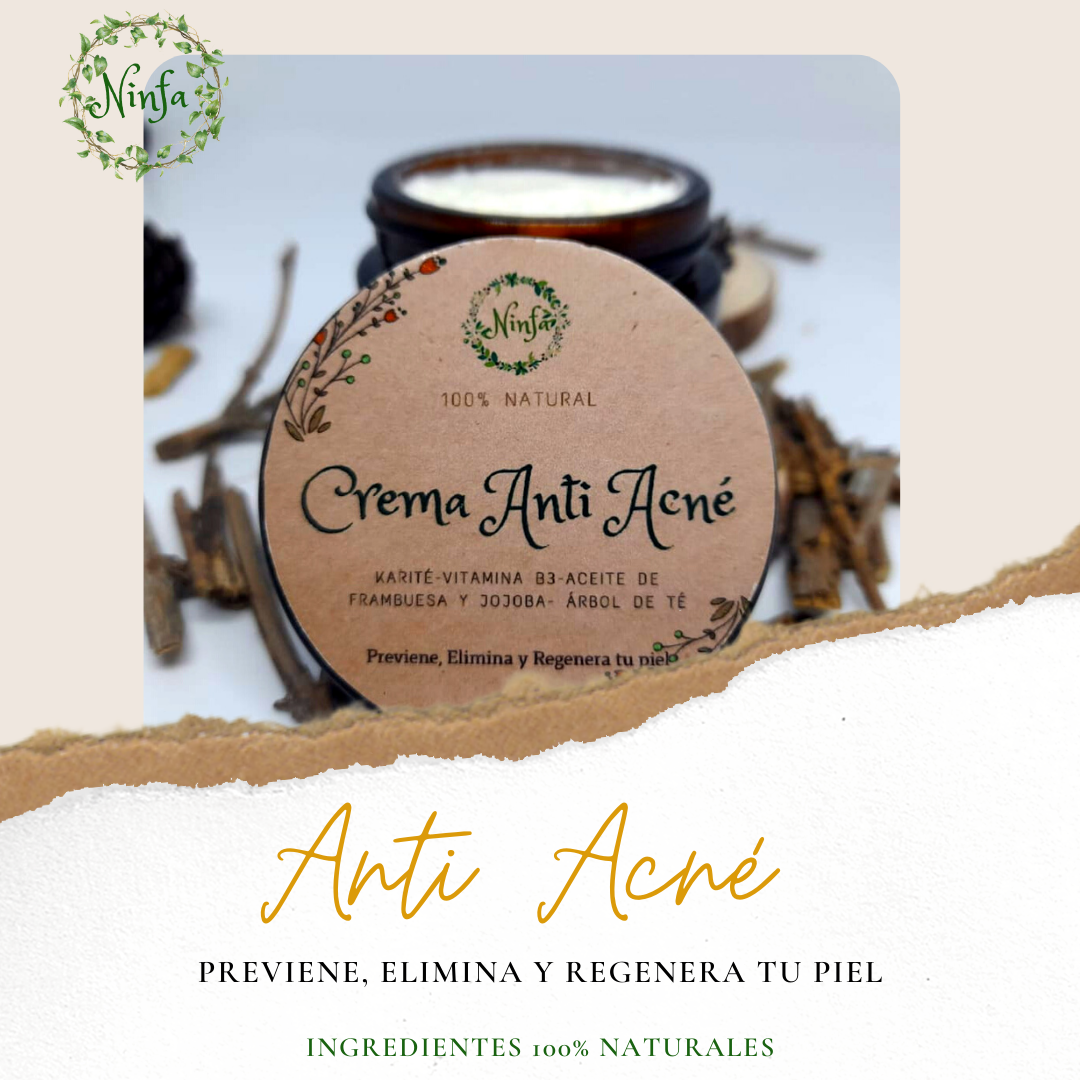 Ninfa
Ninfa
100% NATURAL
Crema Anti Acné
KARITÉ-VITAMINA B3-ACEITE DE
FRAMBUESA Y JOJOBA- ÁRBOL DE TÉ
Previene, Elimina y Regenera tu piel
Anti Acné
PREVIENE, ELIMINA Y REGENERA TU PIEL
INGREDIENTES 100% NATURALES